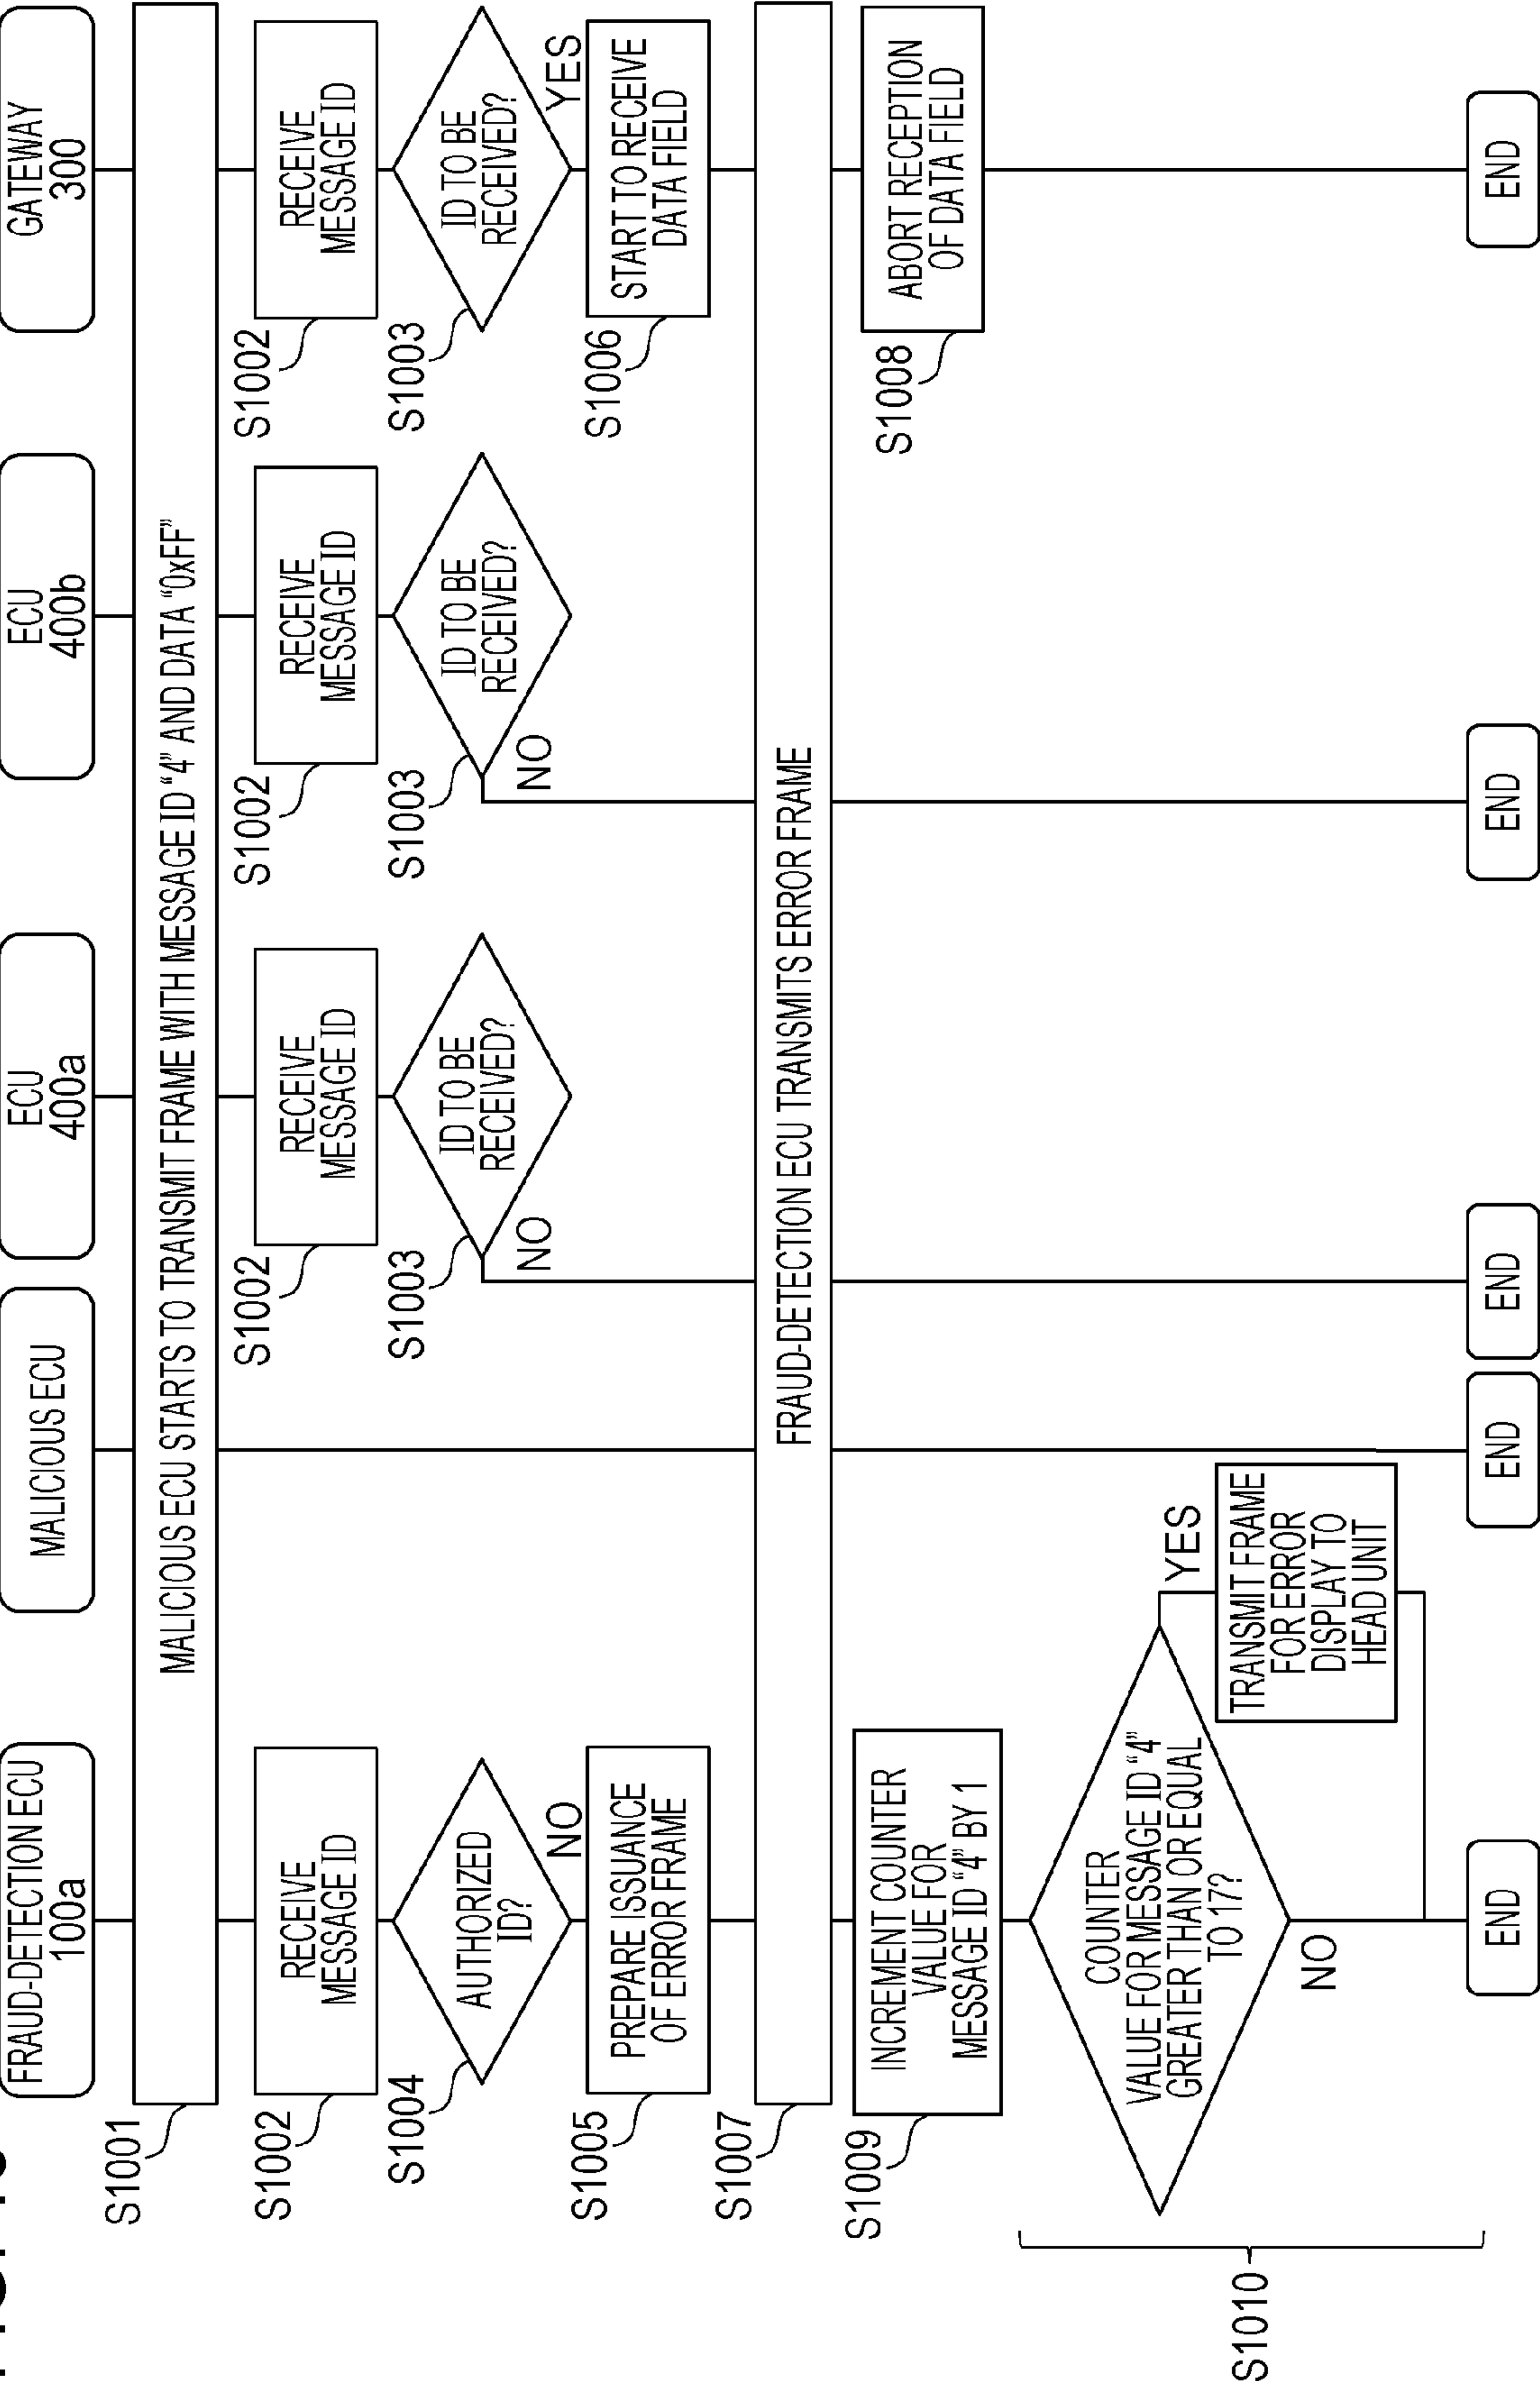 FRAUD-DETECTION ECU
100a
MALICIOUS ECU
ECU
400a
ECU
400b
GATEWAY
300
S1001
MALICIOUS ECU STARTS TO TRANSMIT FRAME WITH MESSAGE ID “4” AND DATA “0xFF”
S1002
RECEIVE
MESSAGE ID
S1002
RECEIVE
MESSAGE ID
S1002
RECEIVE
MESSAGE ID
S1002
RECEIVE
MESSAGE ID
S1004
AUTHORIZED
ID?
NO
S1003
ID TO BE
RECEIVED?
NO
S1003
ID TO BE
RECEIVED?
NO
S1003
ID TO BE
RECEIVED?
YES
S1005
PREPARE ISSUANCE
OF ERROR FRAME
S1006
START TO RECEIVE
DATA FIELD
S1007
FRAUD-DETECTION ECU TRANSMITS ERROR FRAME
S1009
INCREMENT COUNTER
VALUE FOR
MESSAGE ID “4” BY 1
S1008
ABORT RECEPTION
OF DATA FIELD
S1010
COUNTER
VALUE FOR MESSAGE ID “4”
GREATER THAN OR EQUAL
TO 17?
YES
NO
TRANSMIT FRAME
FOR ERROR
DISPLAY TO
HEAD UNIT
END
END
END
END
END